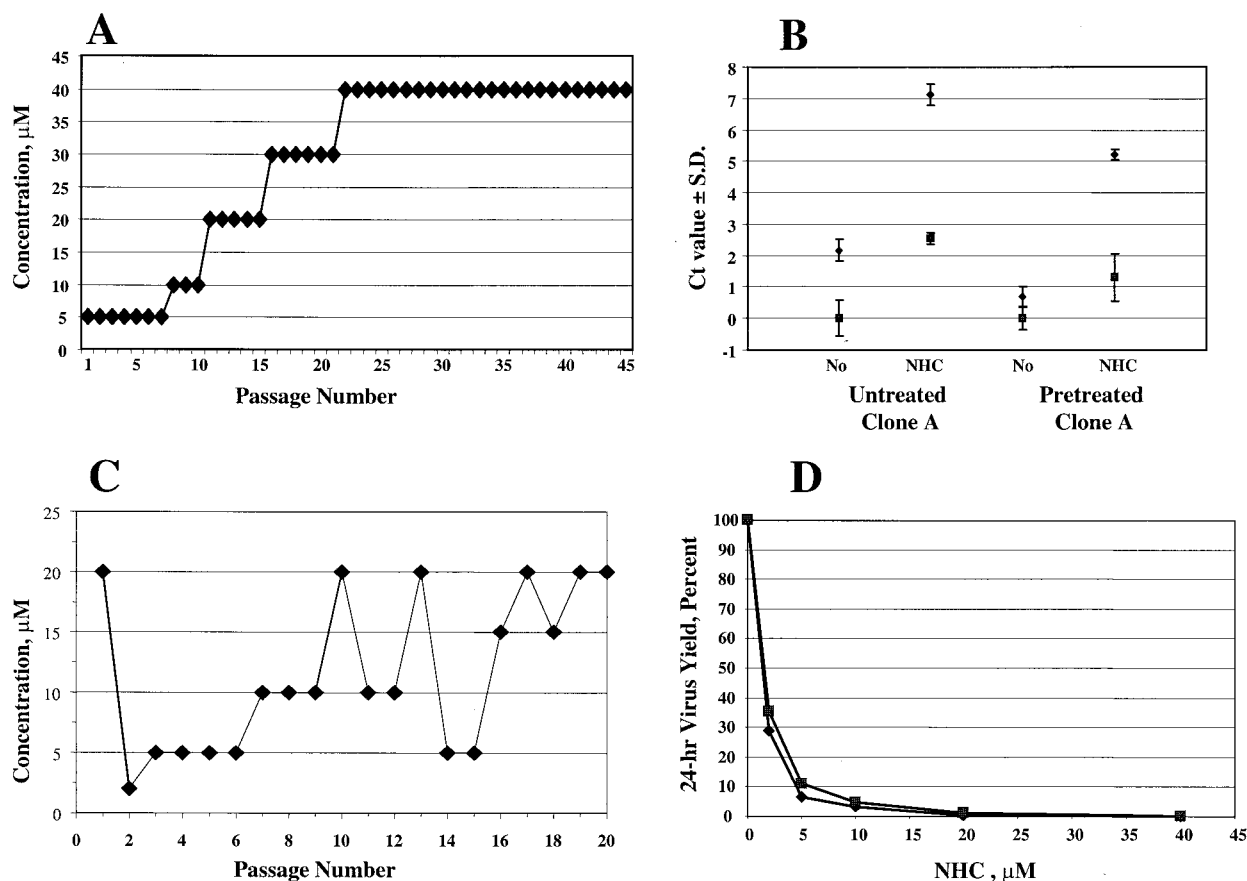 A
Concentration, μM
45
40
35
30
25
20
15
10
5
0
1 5 10 15 20 25 30 35 40 45
Passage Number
B
Ct value ± S.D.
8
7
6
5
4
3
2
1
0
-1
No NHC No NHC
Untreated Pretreated
Clone A Clone A
C
Concentration, μM
25
20
15
10
5
0
0 2 4 6 8 10 12 14 16 18 20
Passage Number
D
24-hr Virus Yield, Percent
100
90
80
70
60
50
40
30
20
10
0
0 5 10 15 20 25 30 35 40 45
NHC , μM